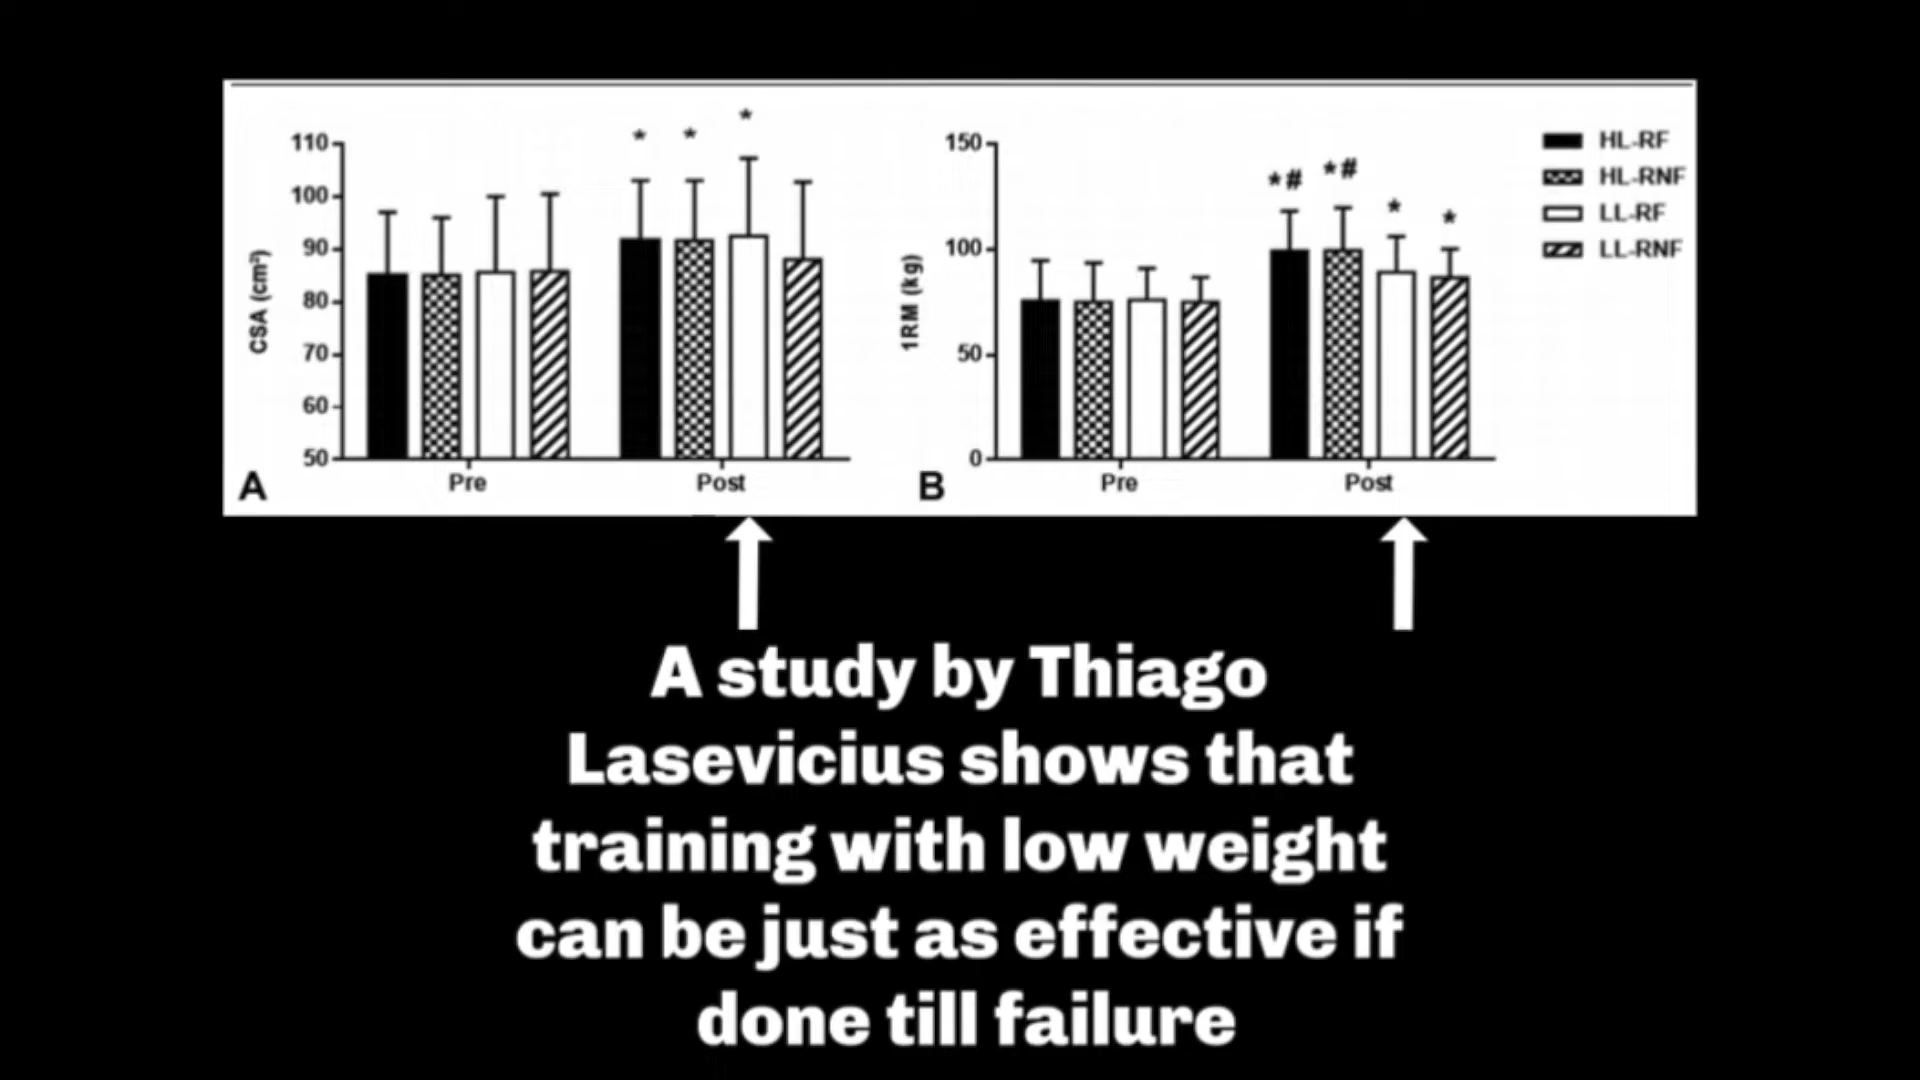 * * *
110
100
90
80
70
60
50
CSA (cm²)
Pre
Post
A
*# *# * *
150
100
50
0
1RM (kg)
Pre
Post
B
HL-RF
HL-RNF
LL-RF
LL-RNF
A study by Thiago
Lasevicius shows that
training with low weight
can be just as effective if
done till failure